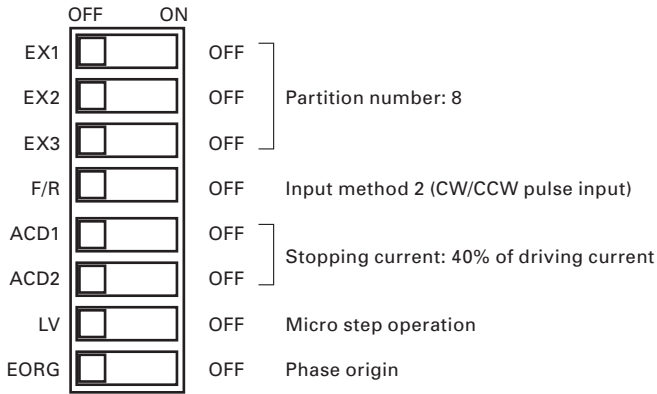 OFF ON
EX1 OFF
EX2 OFF Partition number: 8
EX3 OFF
F/R OFF Input method 2 (CW/CCW pulse input)
ACD1 OFF
Stopping current: 40% of driving current
ACD2 OFF
LV OFF Micro step operation
EORG OFF Phase origin